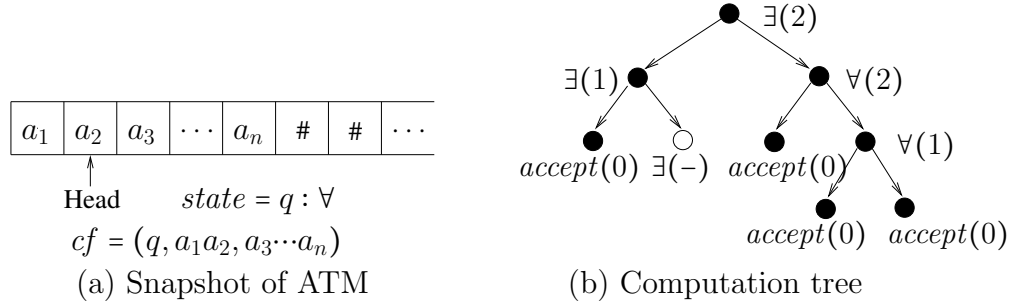 a₁ a₂ a₃ ⋯ aₙ # # ⋯
Head
state = q : ∀
cf = (q, a₁a₂, a₃⋯aₙ)
(a) Snapshot of ATM
∃(2)
∃(1)
∀(2)
accept(0)
∃(−)
accept(0)
∀(1)
accept(0)
accept(0)
(b) Computation tree